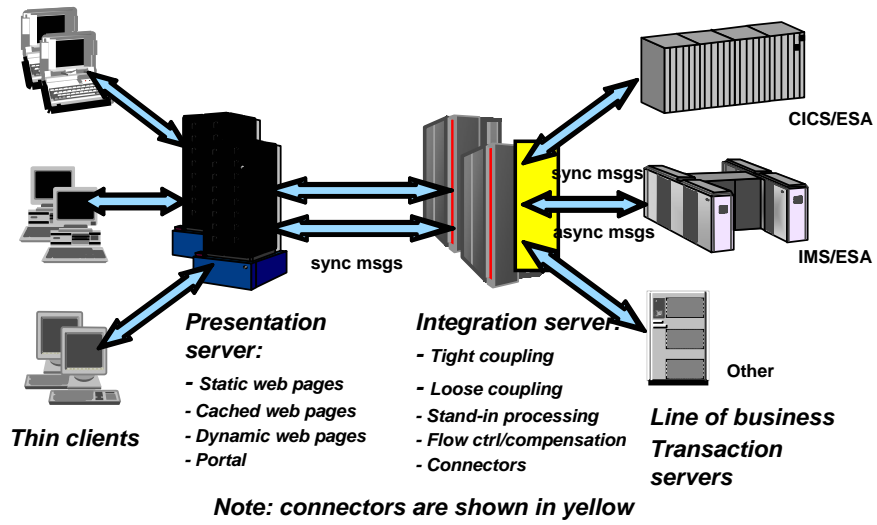 CICS/ESA
sync msgs
async msgs
IMS/ESA
sync msgs
Presentation
server:
- Static web pages
- Cached web pages
- Dynamic web pages
- Portal
Integration server:
- Tight coupling
- Loose coupling
- Stand-in processing
- Flow ctrl/compensation
- Connectors
Other
Line of business
Transaction
servers
Thin clients
Note: connectors are shown in yellow